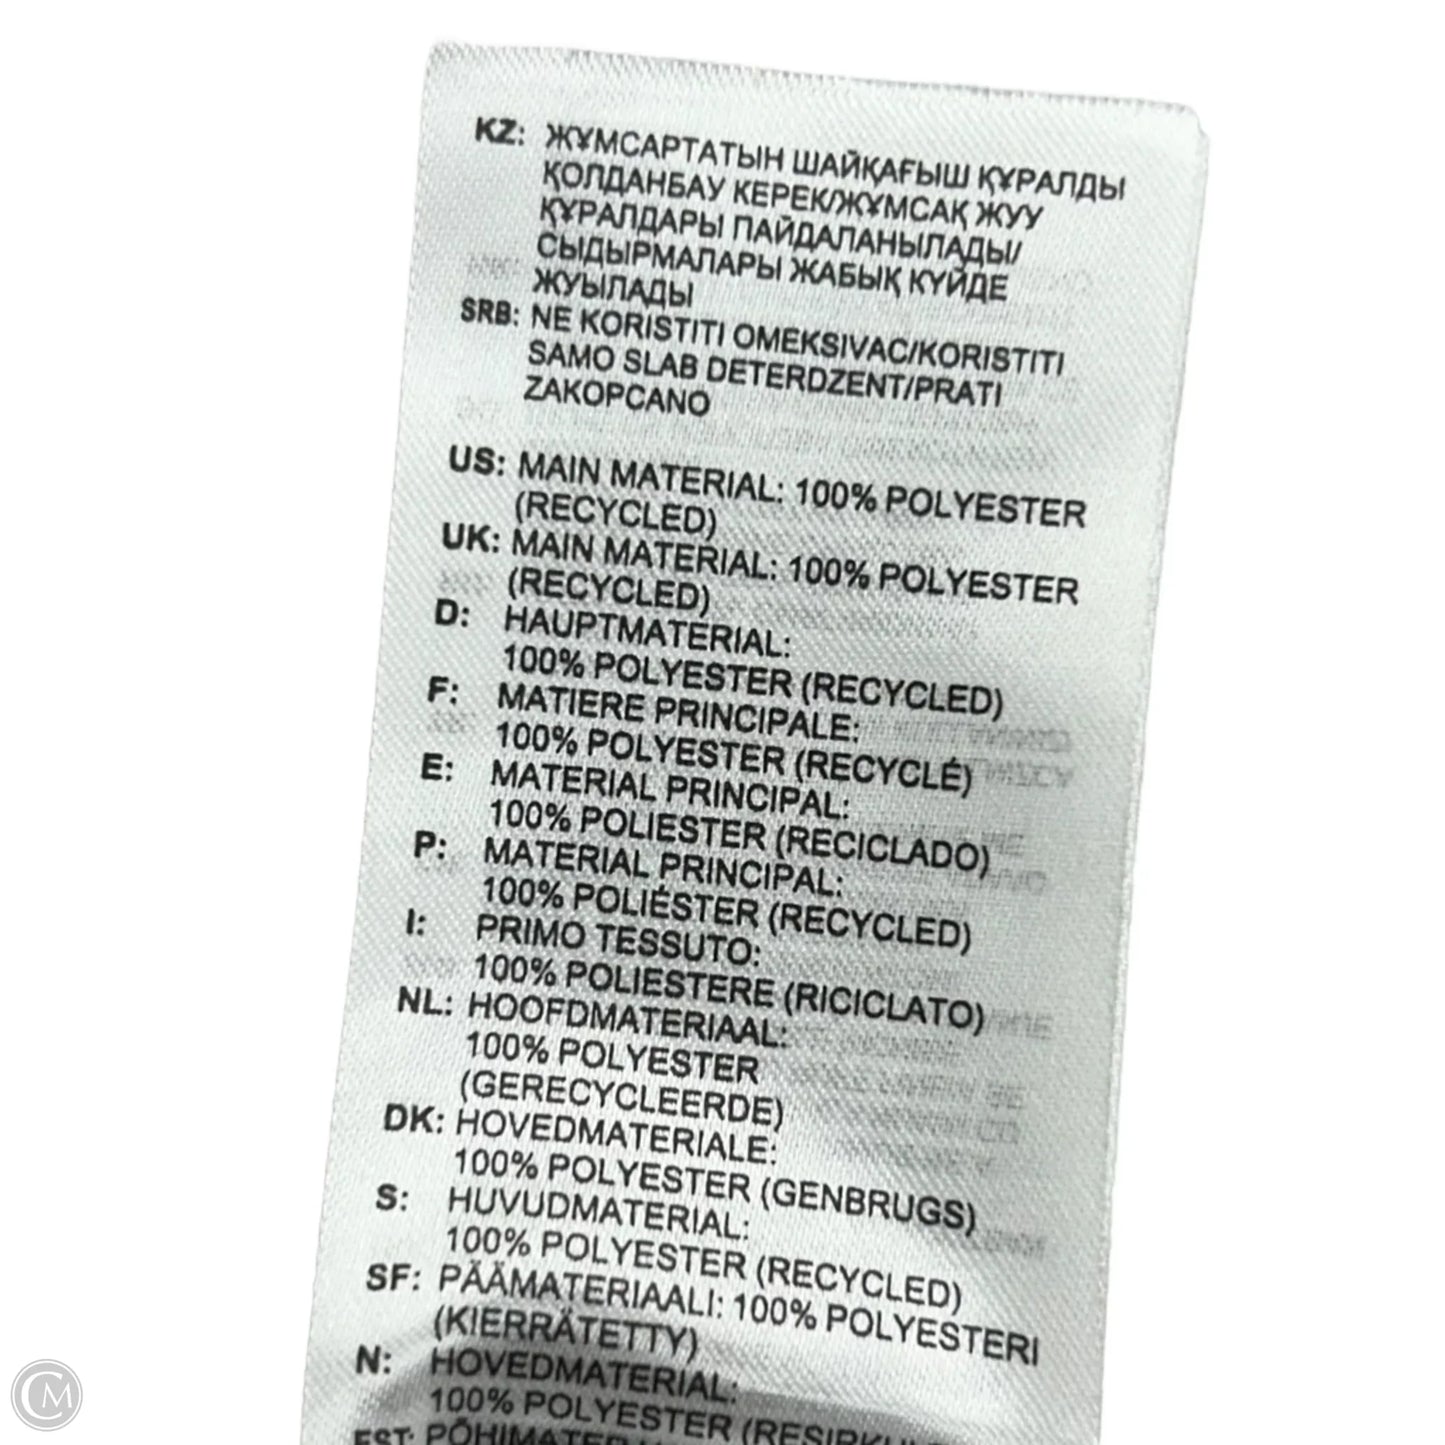 KZ: ЖҰМСАРТАТЫН ШАЙҚАҒЫШ ҚҰРАЛДЫ
ҚОЛДАНБАУ КЕРЕК/ЖҰМСАҚ ЖУУ
ҚҰРАЛДАРЫ ПАЙДАЛАНЫЛАДЫ/
СЫДЫРМАЛАРЫ ЖАБЫҚ КҮЙДЕ
ЖУЫЛАДЫ
SRB: NE KORISTITI OMEKSIVAC/KORISTITI
SAMO SLAB DETERDZENT/PRATI
ZAKOPCANO
US: MAIN MATERIAL: 100% POLYESTER
(RECYCLED)
UK: MAIN MATERIAL: 100% POLYESTER
(RECYCLED)
D: HAUPTMATERIAL:
100% POLYESTER (RECYCLED)
F: MATIERE PRINCIPALE:
100% POLYESTER (RECYCLÉ)
E: MATERIAL PRINCIPAL:
100% POLIESTER (RECICLADO)
P: MATERIAL PRINCIPAL:
100% POLIÉSTER (RECYCLED)
I: PRIMO TESSUTO:
100% POLIESTERE (RICICLATO)
NL: HOOFDMATERIAAL:
100% POLYESTER
(GERECYCLEERDE)
DK: HOVEDMATERIALE:
100% POLYESTER (GENBRUGS)
S: HUVUDMATERIAL:
100% POLYESTER (RECYCLED)
SF: PÄÄMATERIAALI: 100% POLYESTERI
(KIERRÄTETTY)
N: HOVEDMATERIAL:
100% POLYESTER
EST:
CM